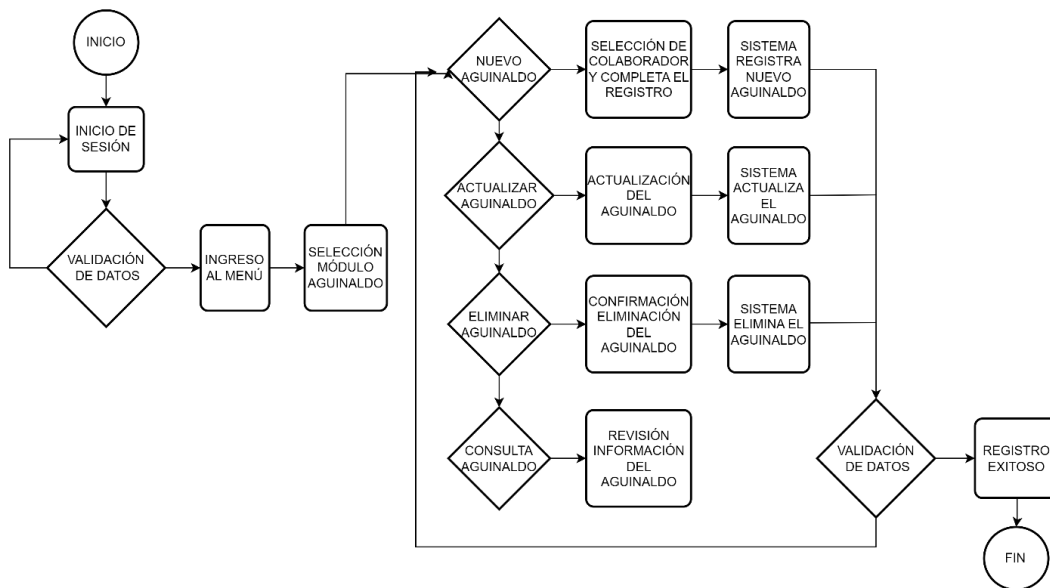 INICIO
INICIO DE
SESIÓN
VALIDACIÓN
DE DATOS
INGRESO
AL MENÚ
SELECCIÓN
MÓDULO
AGUINALDO
NUEVO
AGUINALDO
SELECCIÓN DE
COLABORADOR
Y COMPLETA EL
REGISTRO
SISTEMA
REGISTRA
NUEVO
AGUINALDO
ACTUALIZAR
AGUINALDO
ACTUALIZACIÓN
DEL
AGUINALDO
SISTEMA
ACTUALIZA
EL
AGUINALDO
ELIMINAR
AGUINALDO
CONFIRMACIÓN
ELIMINACIÓN
DEL
AGUINALDO
SISTEMA
ELIMINA EL
AGUINALDO
CONSULTA
AGUINALDO
REVISIÓN
INFORMACIÓN
DEL
AGUINALDO
VALIDACIÓN
DE DATOS
REGISTRO
EXITOSO
FIN